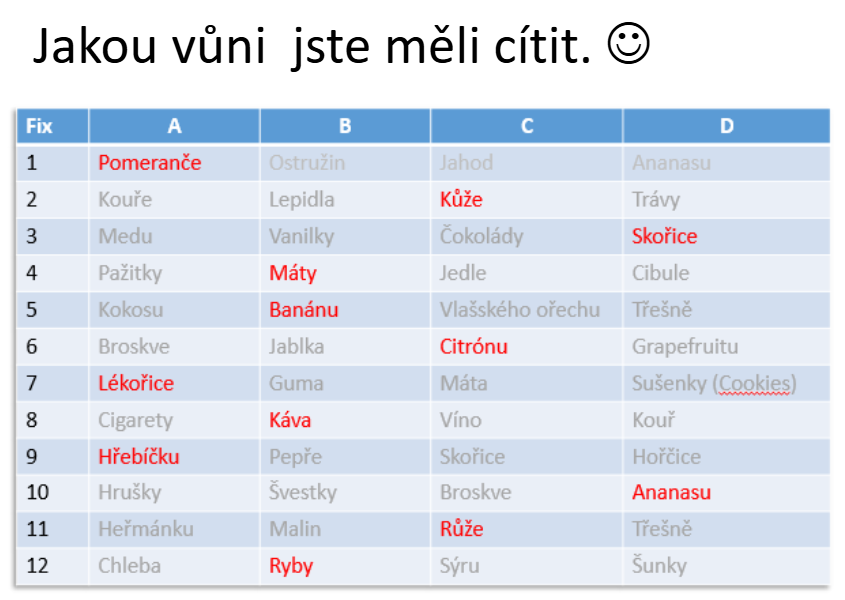 Jakou vůni jste měli cítit. ☺
Fix A B C D
1 Pomeranče Ostružin Jahod Ananasu
2 Kouře Lepidla Kůže Trávy
3 Medu Vanilky Čokolády Skořice
4 Pažitky Máty Jedle Cibule
5 Kokosu Banánu Vlašského ořechu Třešně
6 Broskve Jablka Citrónu Grapefruitu
7 Lékořice Guma Máta Sušenky (Cookies)
8 Cigarety Káva Víno Kouř
9 Hřebíčku Pepře Skořice Hořčice
10 Hrušky Švestky Broskve Ananasu
11 Heřmánku Malin Růže Třešně
12 Chleba Ryby Sýru Šunky